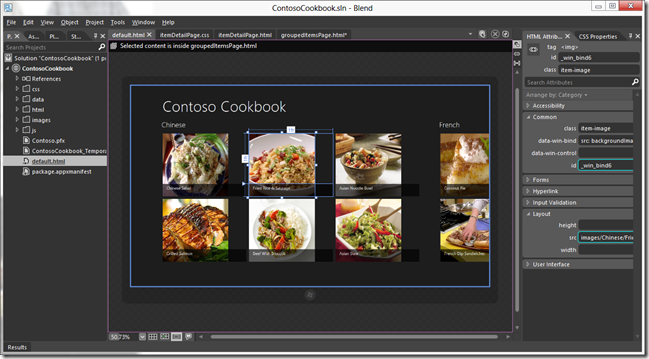 ContosoCookbook.sln - Blend
File Edit View Object Project Tools Window Help
P. As... Pl... St...
default.html itemDetailPage.css itemDetailPage.html groupedItemsPage.html*
HTML Attrib... CSS Properties
Search Projects
Selected content is inside groupedItemsPage.html
tag <img>
id _win_bind6
class item-image
Search Attributes
Arrange by: Category
Solution "ContosoCookbook" (1 p
ContosoCookbook
References
css
data
html
images
js
Contoso.pfx
ContosoCookbook_Tempora
default.html
package.appxmanifest
Contoso Cookbook
Chinese
French
Chinese Salad
Fried Rice & Sausage
Asian Noodle Bowl
Coconut Pie
Grilled Salmon
Beef With Broccoli
Asian Slaw
French Dip Sandwiches
Accessibility
Common
class item-image
data-win-bind src: backgroundIma
data-win-control
id _win_bind6
Forms
Hyperlink
Input Validation
Layout
height
src images/Chinese/Frie
width
User Interface
50.73%
Results